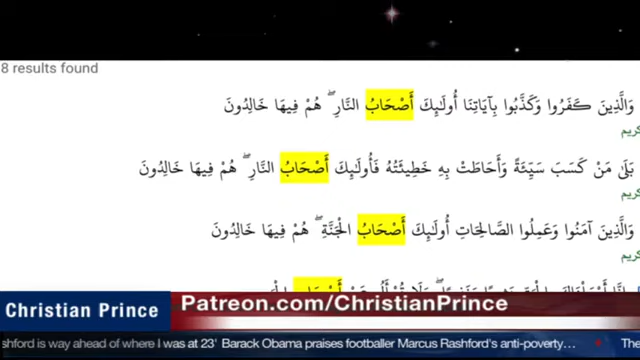 8 results found
وَالَّذِينَ كَفَرُوا وَكَذَّبُوا بِآيَاتِنَا أُولَٰئِكَ أَصْحَابُ النَّارِ ۖ هُمْ فِيهَا خَالِدُونَ
كريم
بَلَىٰ مَنْ كَسَبَ سَيِّئَةً وَأَحَاطَتْ بِهِ خَطِيئَتُهُ فَأُولَٰئِكَ أَصْحَابُ النَّارِ ۖ هُمْ فِيهَا خَالِدُونَ
كريم
وَالَّذِينَ آمَنُوا وَعَمِلُوا الصَّالِحَاتِ أُولَٰئِكَ أَصْحَابُ الْجَنَّةِ ۖ هُمْ فِيهَا خَالِدُونَ
كريم
Christian Prince
Patreon.com/ChristianPrince
shford is way ahead of where I was at 23' Barack Obama praises footballer Marcus Rashford's anti-poverty… The